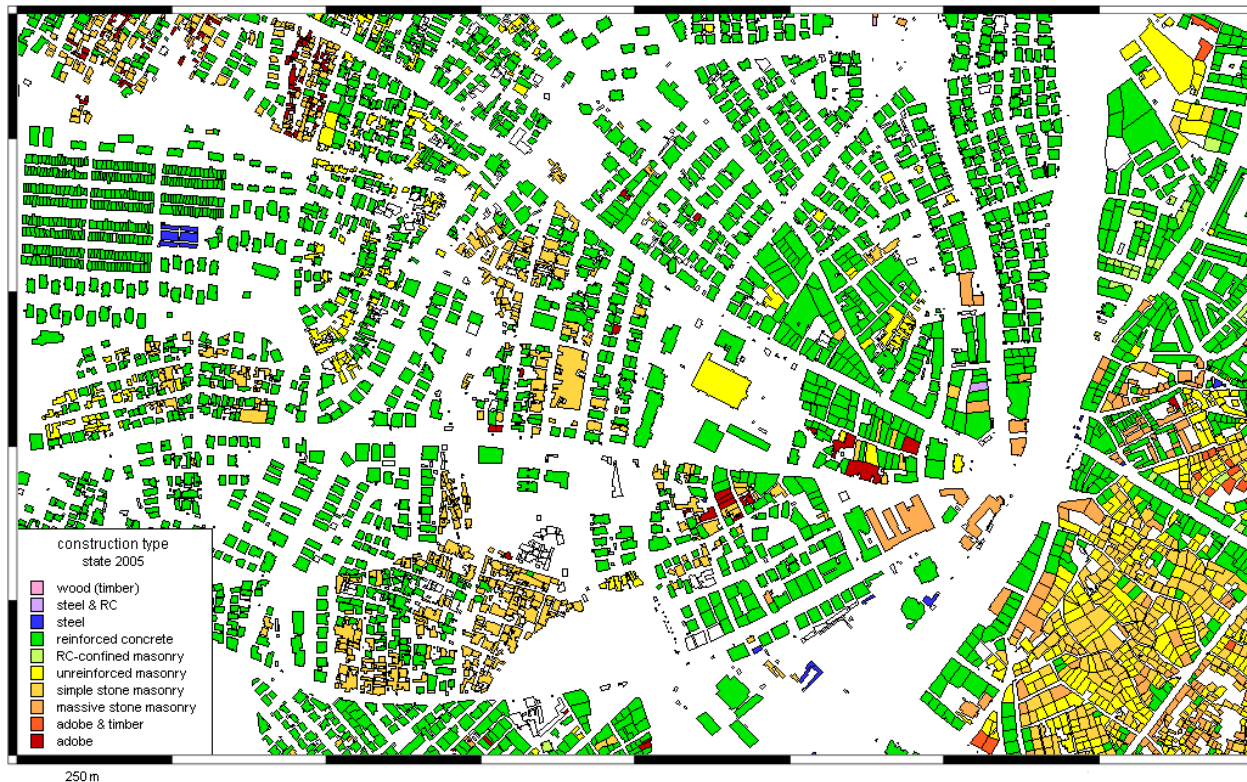 construction type
state 2005
wood (timber)
steel & RC
steel
reinforced concrete
RC-confined masonry
unreinforced masonry
simple stone masonry
massive stone masonry
adobe & timber
adobe
250 m